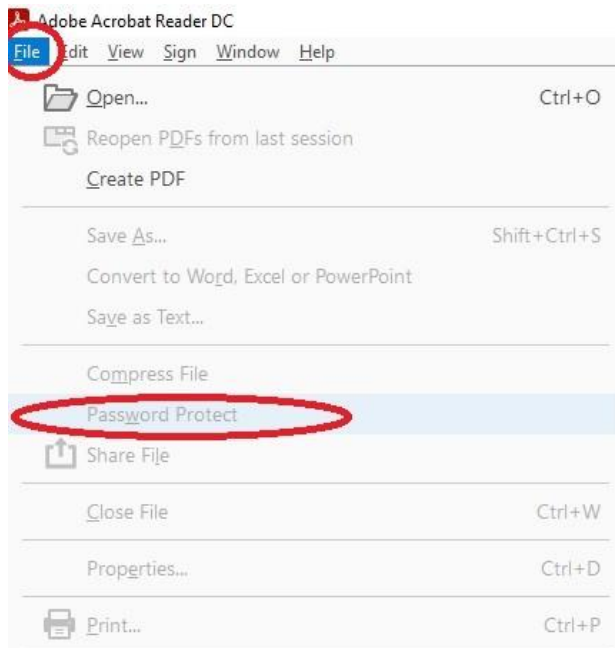 Adobe Acrobat Reader DC
File Edit View Sign Window Help
Open... Ctrl+O
Reopen PDFs from last session
Create PDF
Save As... Shift+Ctrl+S
Convert to Word, Excel or PowerPoint
Save as Text...
Compress File
Password Protect
Share File
Close File Ctrl+W
Properties... Ctrl+D
Print... Ctrl+P